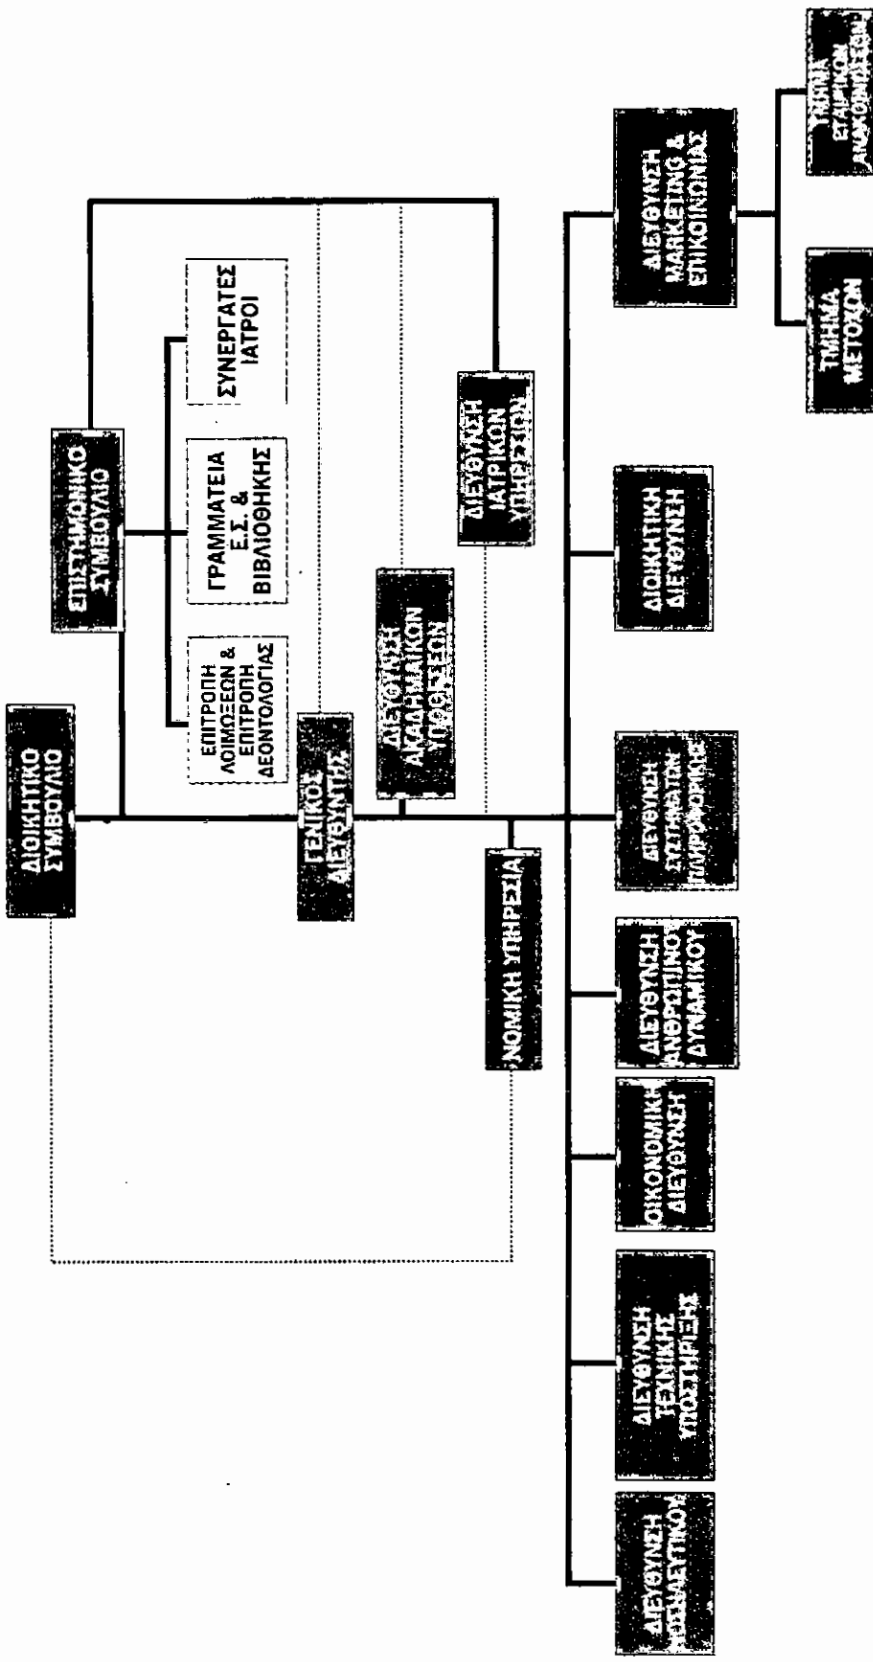 ΔΙΟΙΚΗΤΙΚΟ
ΣΥΜΒΟΥΛΙΟ
ΕΠΙΣΤΗΜΟΝΙΚΟ
ΣΥΜΒΟΥΛΙΟ
ΕΠΙΤΡΟΠΗ
ΛΟΙΜΩΞΕΩΝ &
ΕΠΙΤΡΟΠΗ
ΔΕΟΝΤΟΛΟΓΙΑΣ
ΓΡΑΜΜΑΤΕΙΑ
Ε.Σ. &
ΒΙΒΛΙΟΘΗΚΗΣ
ΣΥΝΕΡΓΑΤΕΣ
ΙΑΤΡΟΙ
ΓΕΝΙΚΟΣ
ΔΙΕΥΘΥΝΤΗΣ
ΔΙΕΥΘΥΝΣΗ
ΑΚΑΔΗΜΑΪΚΩΝ
ΥΠΟΘΕΣΕΩΝ
ΔΙΕΥΘΥΝΣΗ
ΙΑΤΡΙΚΩΝ
ΥΠΗΡΕΣΙΩΝ
ΝΟΜΙΚΗ ΥΠΗΡΕΣΙΑ
ΔΙΕΥΘΥΝΣΗ
ΝΟΣΗΛΕΥΤΙΚΟΥ
ΔΙΕΥΘΥΝΣΗ
ΤΕΧΝΙΚΗΣ
ΥΠΟΣΤΗΡΙΞΗΣ
ΟΙΚΟΝΟΜΙΚΗ
ΔΙΕΥΘΥΝΣΗ
ΔΙΕΥΘΥΝΣΗ
ΑΝΘΡΩΠΙΝΟΥ
ΔΥΝΑΜΙΚΟΥ
ΔΙΕΥΘΥΝΣΗ
ΣΥΣΤΗΜΑΤΩΝ
ΠΛΗΡΟΦΟΡΙΚΗΣ
ΔΙΟΙΚΗΤΙΚΗ
ΔΙΕΥΘΥΝΣΗ
ΔΙΕΥΘΥΝΣΗ
MARKETING &
ΕΠΙΚΟΙΝΩΝΙΑΣ
ΤΜΗΜΑ
ΜΕΤΟΧΩΝ
ΤΜΗΜΑ
ΕΤΑΙΡΙΚΩΝ
ΑΝΑΚΟΙΝΩΣΕΩΝ